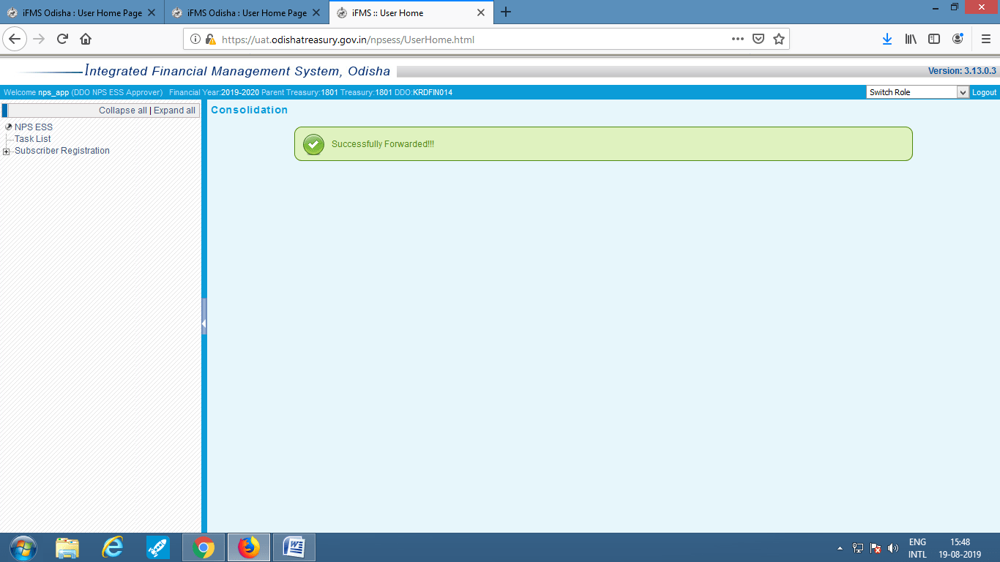 iFMS Odisha : User Home Page
iFMS Odisha : User Home Page
iFMS :: User Home
https://uat.odishatreasury.gov.in/npsess/UserHome.html
Integrated Financial Management System, Odisha
Version: 3.13.0.3
Welcome nps_app (DDO NPS ESS Approver) Financial Year:2019-2020 Parent Treasury:1801 Treasury:1801 DDO:KRDFIN014
Switch Role
Logout
Collapse all | Expand all
Consolidation
NPS ESS
Task List
Subscriber Registration
Successfully Forwarded!!!
ENG
INTL
15:48
19-08-2019